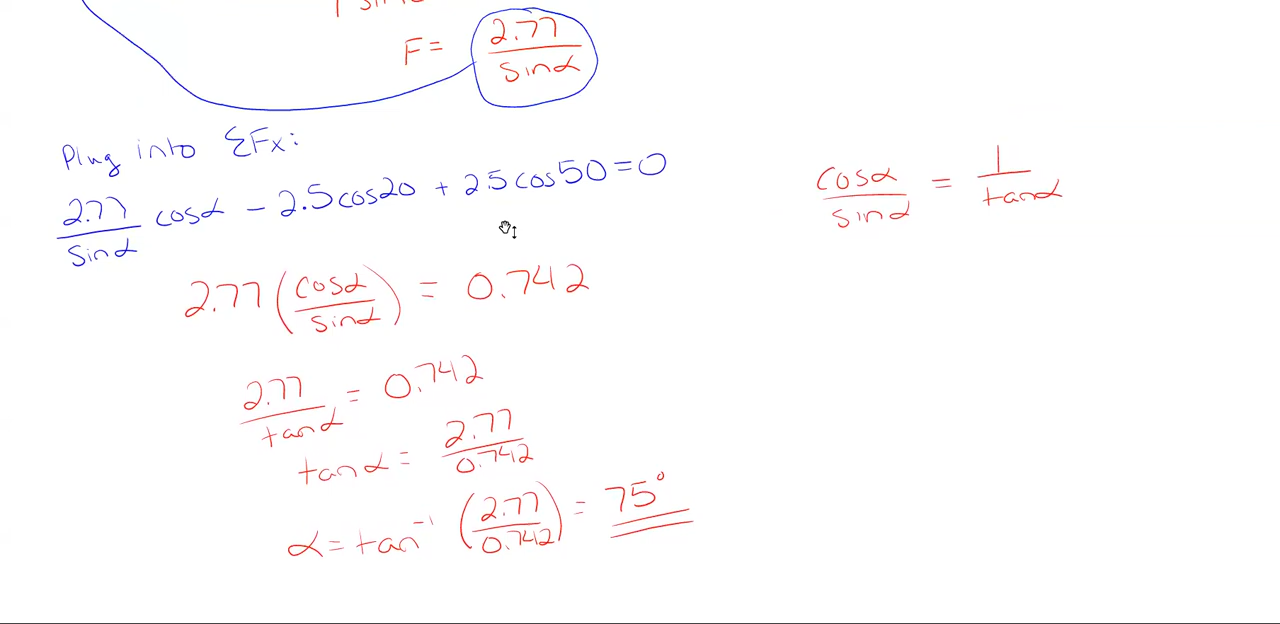 F = 2.77 / sinα
Plug into ΣFx:
2.77/sinα cosα - 2.5cos20 + 2.5cos50 = 0
cosα/sinα = 1/tanα
2.77 (cosα/sinα) = 0.742
2.77/tanα = 0.742
tanα = 2.77/0.742
α = tan⁻¹ (2.77/0.742) = 75°